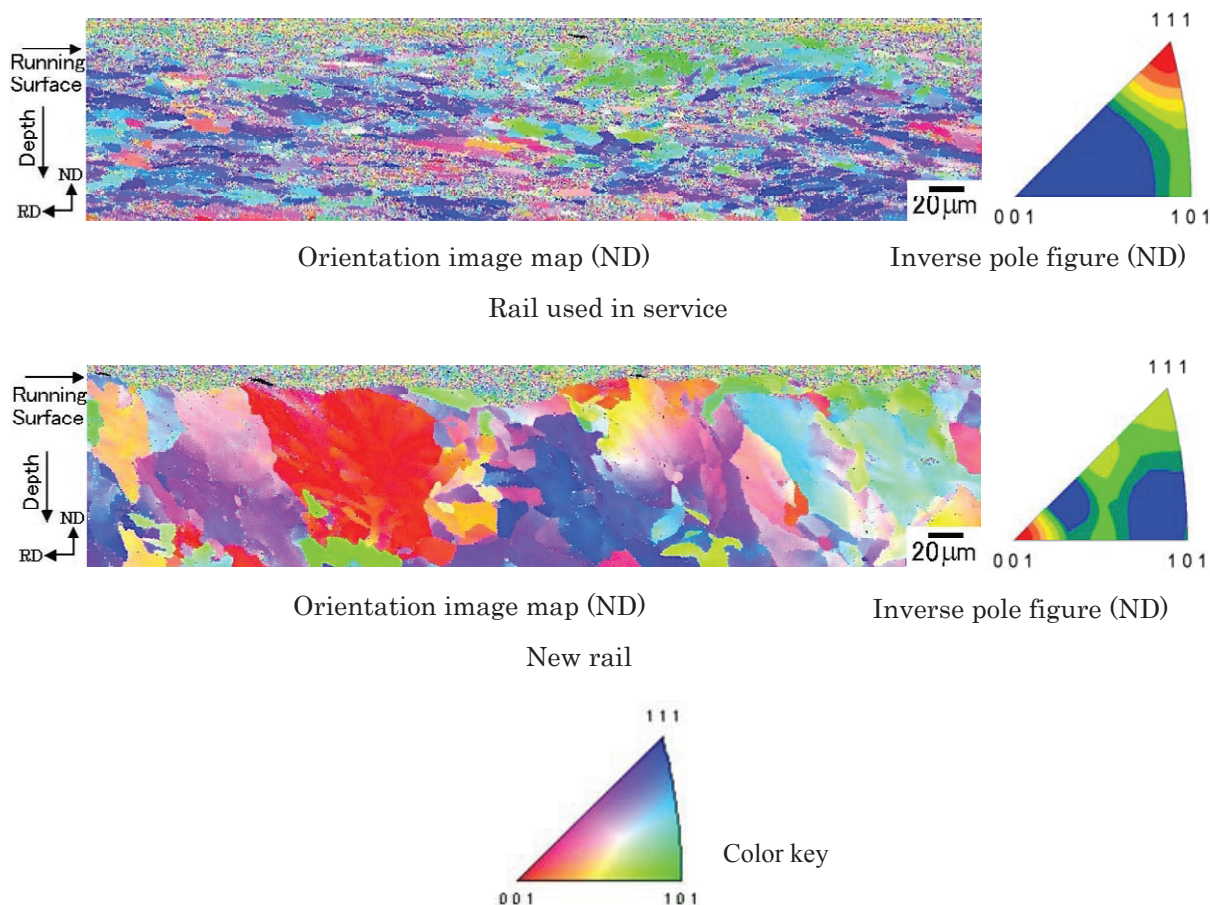 Running
Surface
Depth
ND
RD
20μm
111
001
101
Orientation image map (ND)
Inverse pole figure (ND)
Rail used in service
Running
Surface
Depth
ND
RD
20μm
111
001
101
Orientation image map (ND)
Inverse pole figure (ND)
New rail
111
001
101
Color key